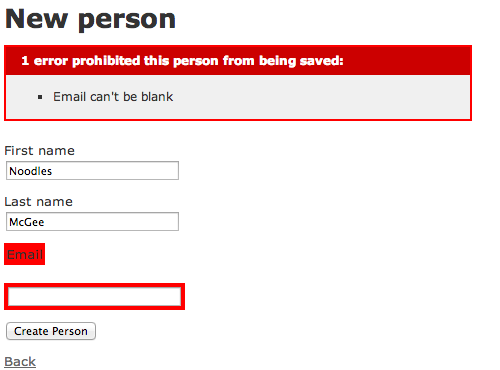 New person
1 error prohibited this person from being saved:
Email can't be blank
First name
Noodles
Last name
McGee
Email
Create Person
Back